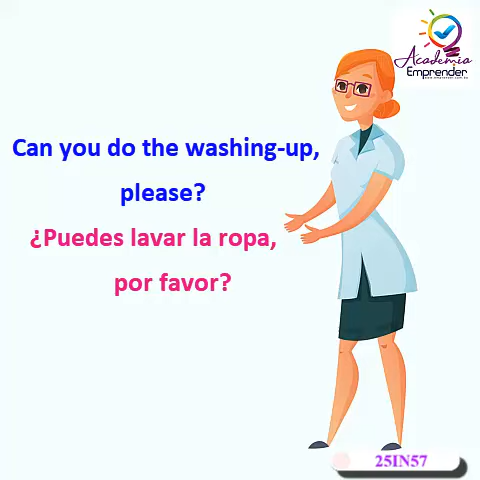 Academia
Emprender
Can you do the washing-up,
please?
¿Puedes lavar la ropa,
por favor?
25IN57